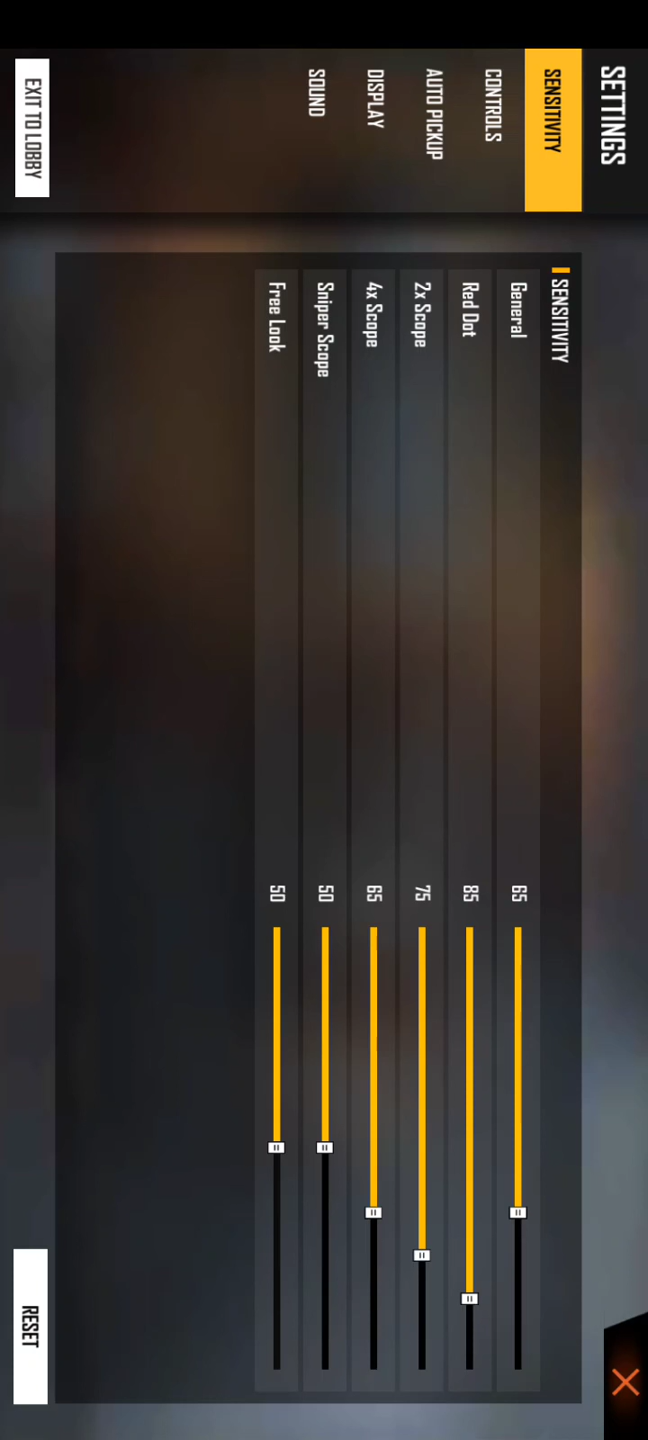 SETTINGS
SENSITIVITY
CONTROLS
AUTO PICKUP
DISPLAY
SOUND
EXIT TO LOBBY
SENSITIVITY
General 65
Red Dot 85
2x Scope 75
4x Scope 65
Sniper Scope 50
Free Look 50
RESET